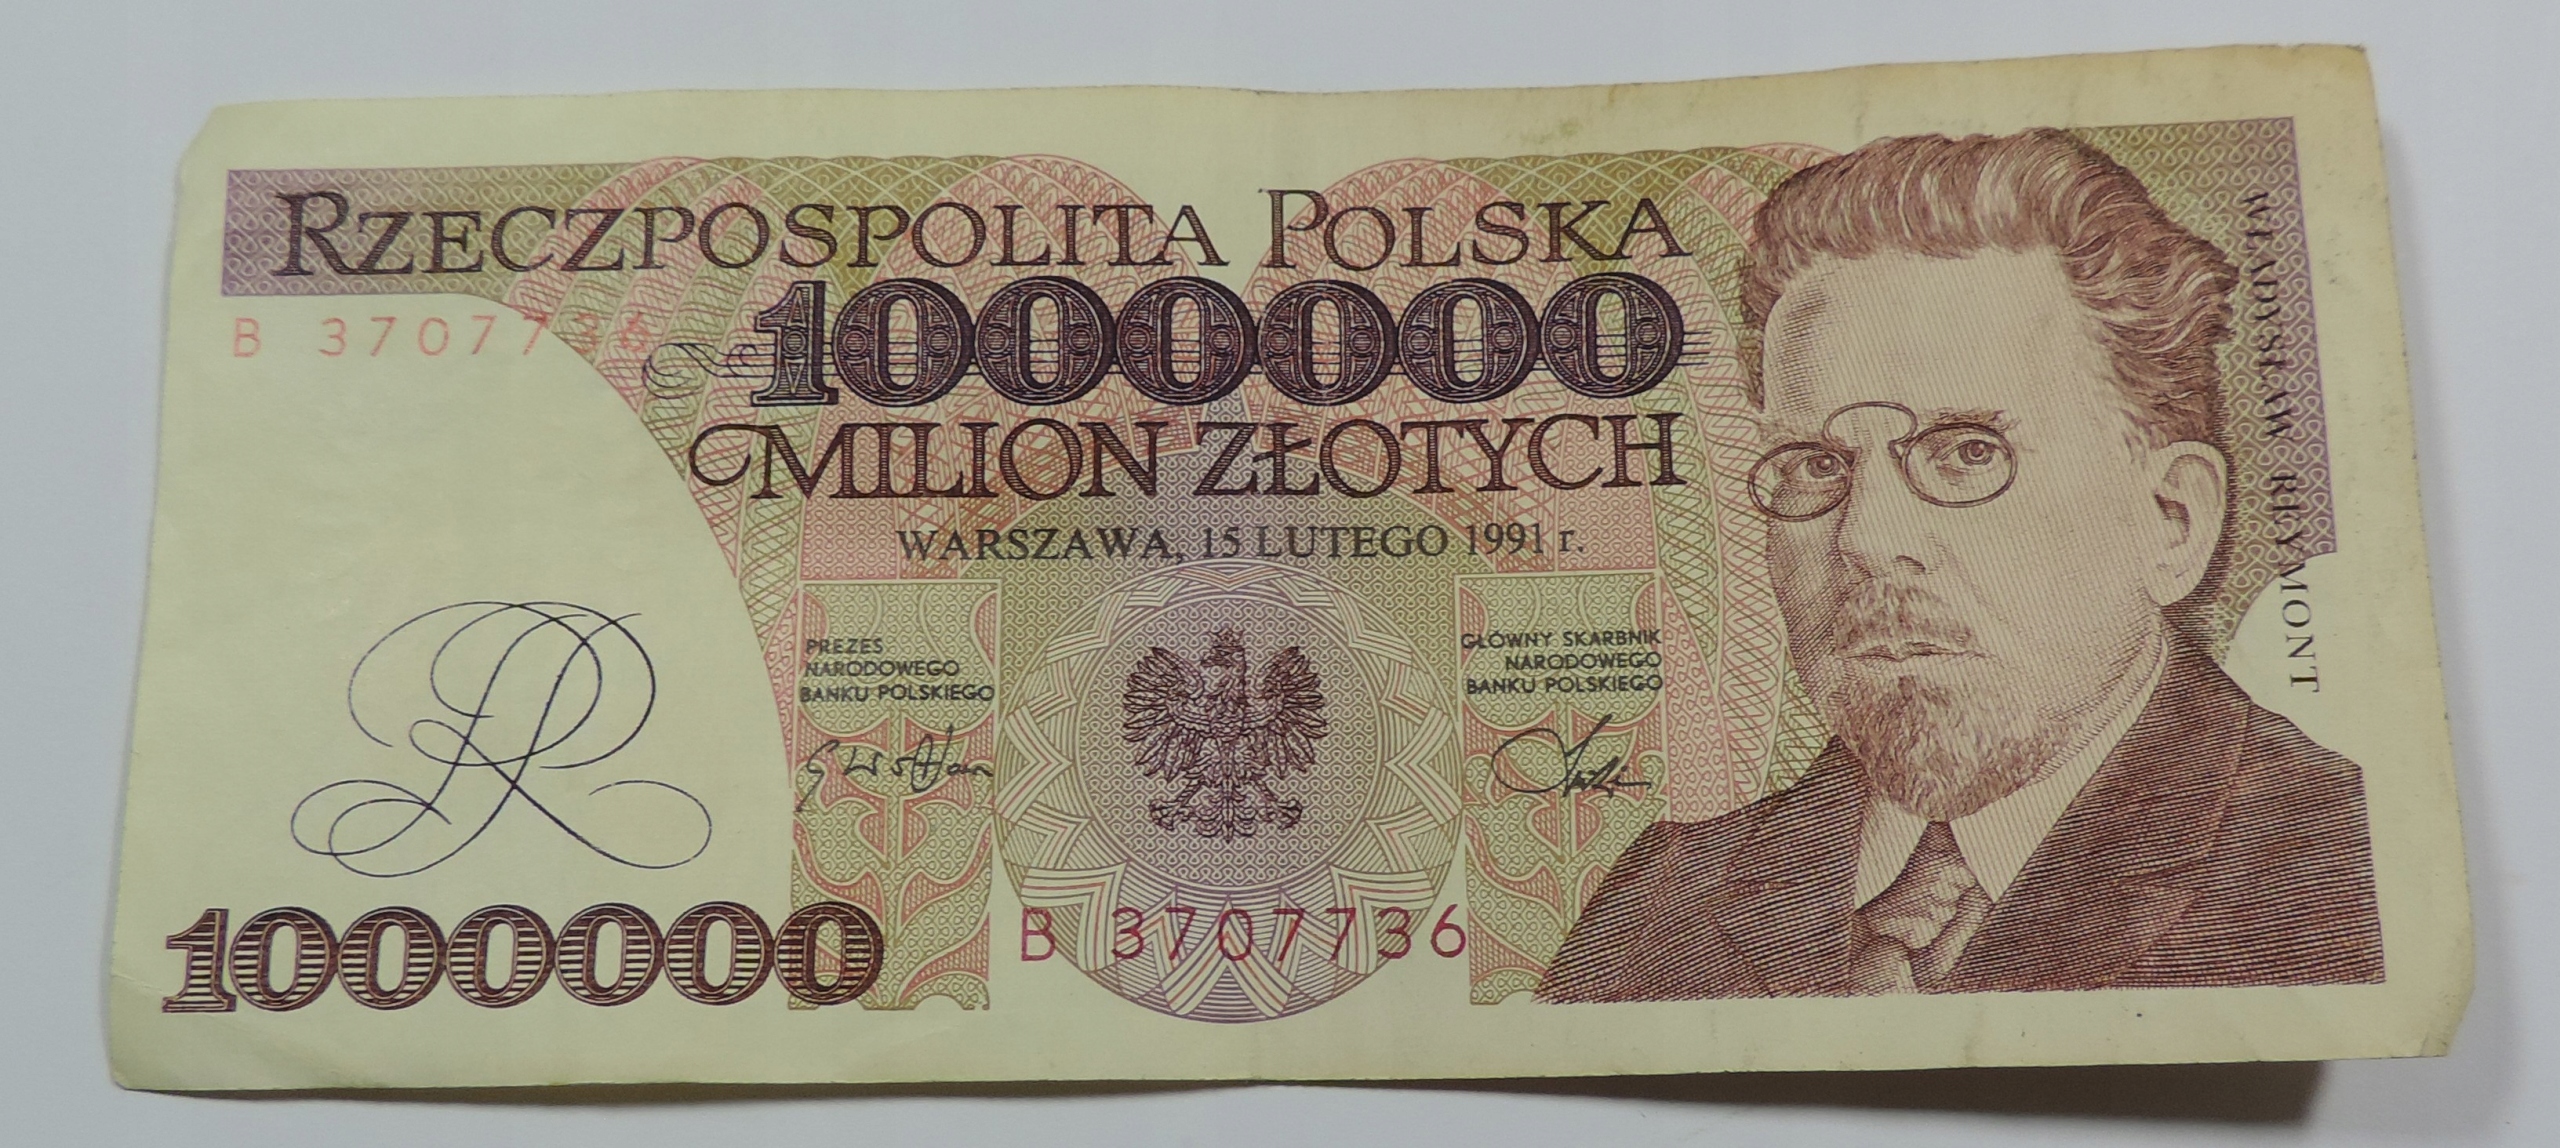 RZECZPOSPOLITA POLSKA
1000000
MILION ZŁOTYCH
WARSZAWA, 15 LUTEGO 1991 r.
B 3707736
PREZES
NARODOWEGO
BANKU POLSKIEGO
GŁÓWNY SKARBNIK
NARODOWEGO
BANKU POLSKIEGO
1000000
B 3707736
WŁADYSŁAW REYMONT